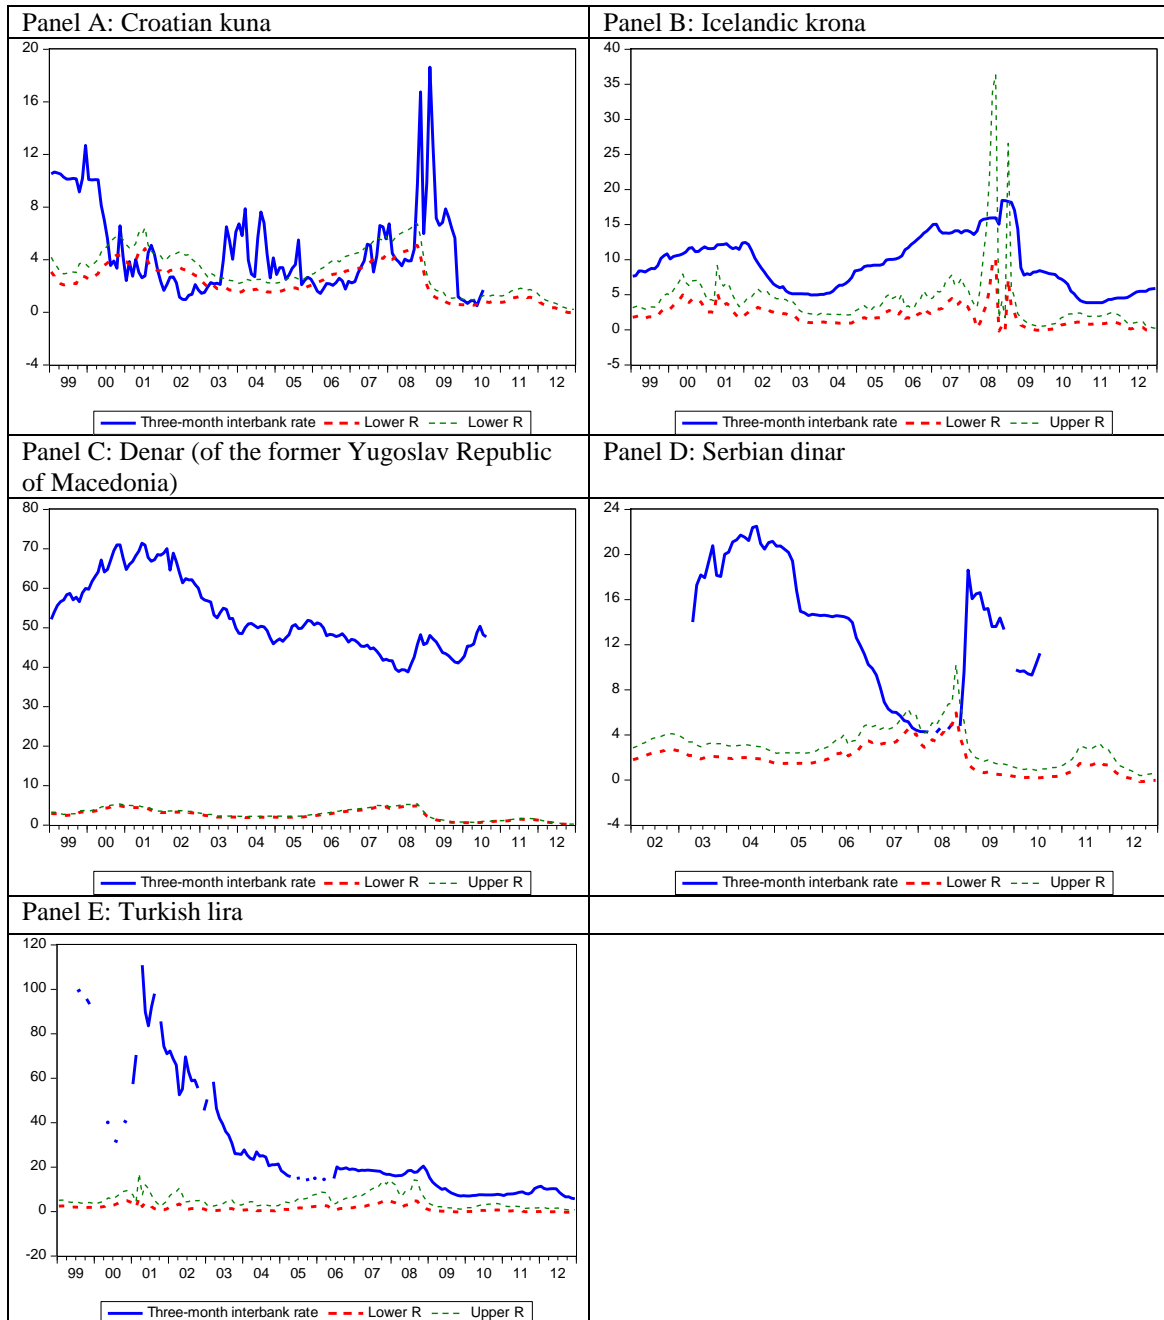 Panel A: Croatian kuna
20
16
12
8
4
0
-4
99 00 01 02 03 04 05 06 07 08 09 10 11 12
Three-month interbank rate Lower R Lower R
Panel B: Icelandic krona
40
35
30
25
20
15
10
5
0
-5
99 00 01 02 03 04 05 06 07 08 09 10 11 12
Three-month interbank rate Lower R Upper R
Panel C: Denar (of the former Yugoslav Republic
of Macedonia)
80
70
60
50
40
30
20
10
0
99 00 01 02 03 04 05 06 07 08 09 10 11 12
Three-month interbank rate Lower R Upper R
Panel D: Serbian dinar
24
20
16
12
8
4
0
-4
02 03 04 05 06 07 08 09 10 11 12
Three-month interbank rate Lower R Upper R
Panel E: Turkish lira
120
100
80
60
40
20
0
-20
99 00 01 02 03 04 05 06 07 08 09 10 11 12
Three-month interbank rate Lower R Upper R